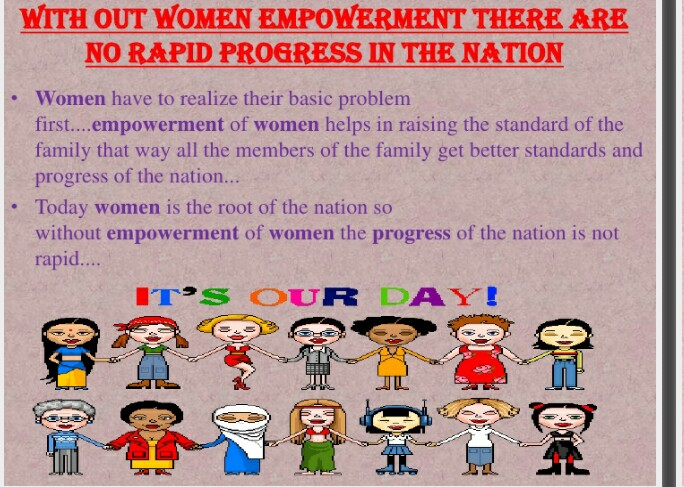 WITH OUT WOMEN EMPOWERMENT THERE ARE
NO RAPID PROGRESS IN THE NATION
• Women have to realize their basic problem
first....empowerment of women helps in raising the standard of the
family that way all the members of the family get better standards and
progress of the nation...
• Today women is the root of the nation so
without empowerment of women the progress of the nation is not
rapid....
IT'S OUR DAY!